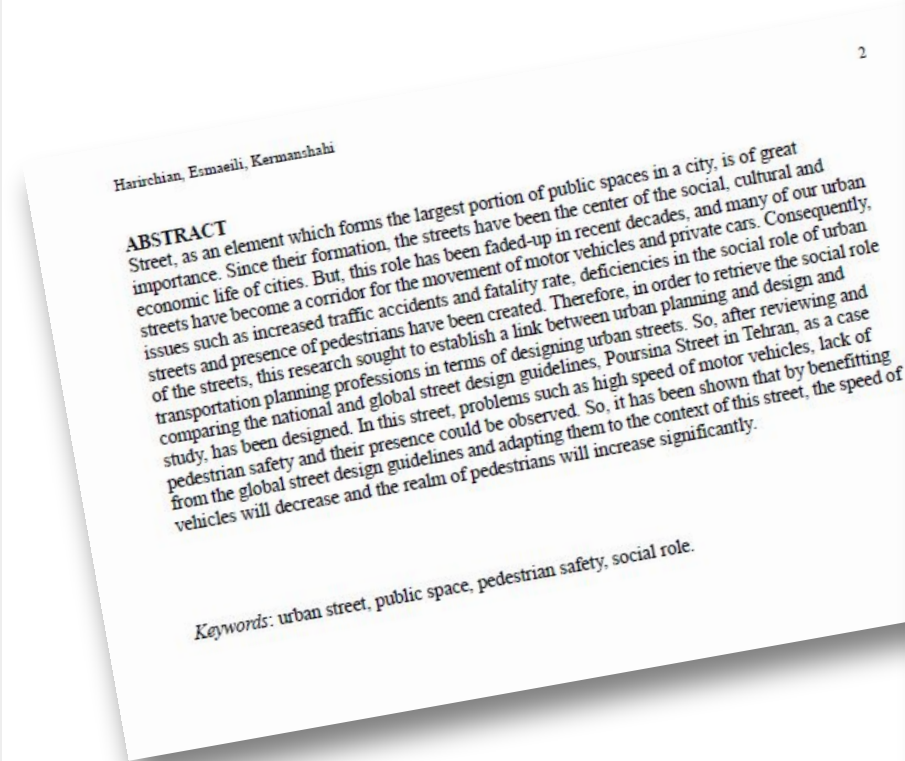 2
Harirchian, Esmaeili, Kermanshahi
ABSTRACT
Street, as an element which forms the largest portion of public spaces in a city, is of great
importance. Since their formation, the streets have been the center of the social, cultural and
economic life of cities. But, this role has been faded-up in recent decades, and many of our urban
streets have become a corridor for the movement of motor vehicles and private cars. Consequently,
issues such as increased traffic accidents and fatality rate, deficiencies in the social role of urban
streets and presence of pedestrians have been created. Therefore, in order to retrieve the social role
of the streets, this research sought to establish a link between urban planning and design and
transportation planning professions in terms of designing urban streets. So, after reviewing and
comparing the national and global street design guidelines, Poursina Street in Tehran, as a case
study, has been designed. In this street, problems such as high speed of motor vehicles, lack of
pedestrian safety and their presence could be observed. So, it has been shown that by benefitting
from the global street design guidelines and adapting them to the context of this street, the speed of
vehicles will decrease and the realm of pedestrians will increase significantly.
Keywords: urban street, public space, pedestrian safety, social role.